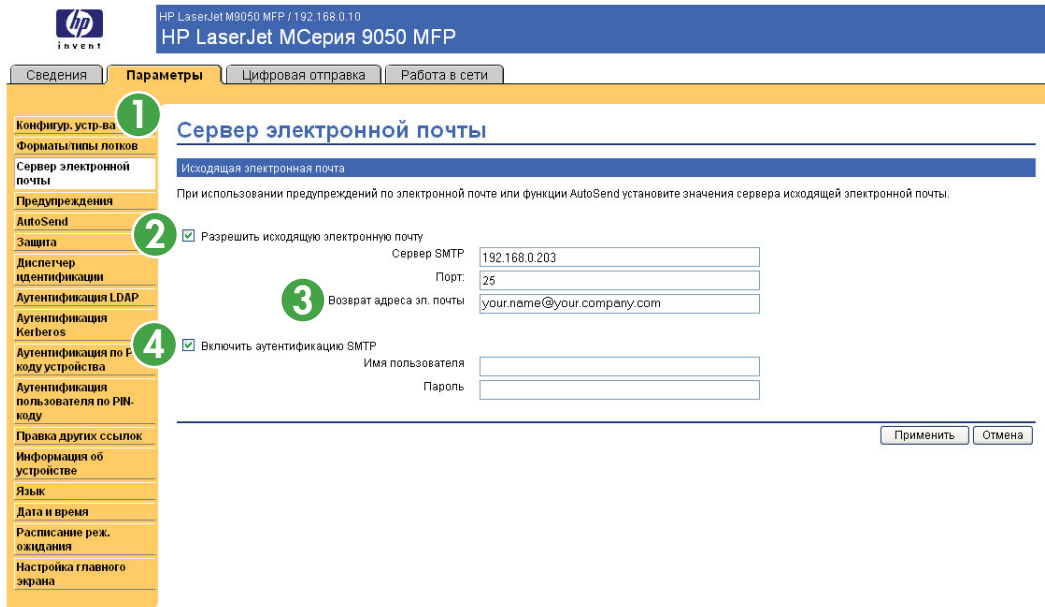 hp
invent
HP LaserJet M9050 MFP / 192.168.0.10
HP LaserJet MСерия 9050 MFP
Сведения
Параметры
Цифровая отправка
Работа в сети
1
Конфигур. устр-ва
Форматы/типы лотков
Сервер электронной
почты
Предупреждения
AutoSend
Защита
Диспетчер
идентификации
Аутентификация LDAP
Аутентификация
Kerberos
Аутентификация по P
коду устройства
Аутентификация
пользователя по PIN-
коду
Правка других ссылок
Информация об
устройстве
Язык
Дата и время
Расписание реж.
ожидания
Настройка главного
экрана
Сервер электронной почты
Исходящая электронная почта
При использовании предупреждений по электронной почте или функции AutoSend установите значения сервера исходящей электронной почты.
2
Разрешить исходящую электронную почту
Сервер SMTP 192.168.0.203
Порт: 25
3
Возврат адреса эл. почты your.name@your.company.com
4
Включить аутентификацию SMTP
Имя пользователя
Пароль
Применить Отмена